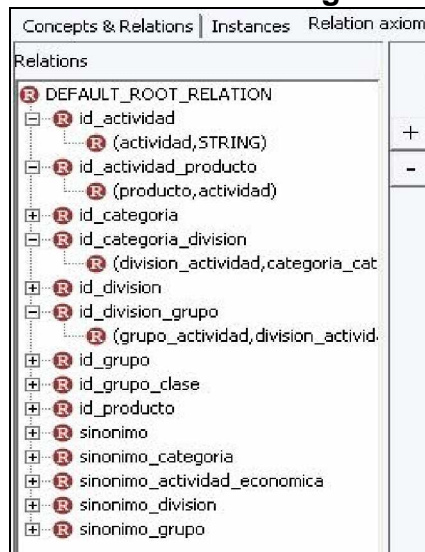 Concepts & Relations | Instances Relation axiom
Relations
DEFAULT_ROOT_RELATION
id_actividad
(actividad,STRING)
id_actividad_producto
(producto,actividad)
id_categoria
id_categoria_division
(division_actividad,categoria_cat
id_division
id_division_grupo
(grupo_actividad,division_activid
id_grupo
id_grupo_clase
id_producto
sinonimo
sinonimo_categoria
sinonimo_actividad_economica
sinonimo_division
sinonimo_grupo
+
-